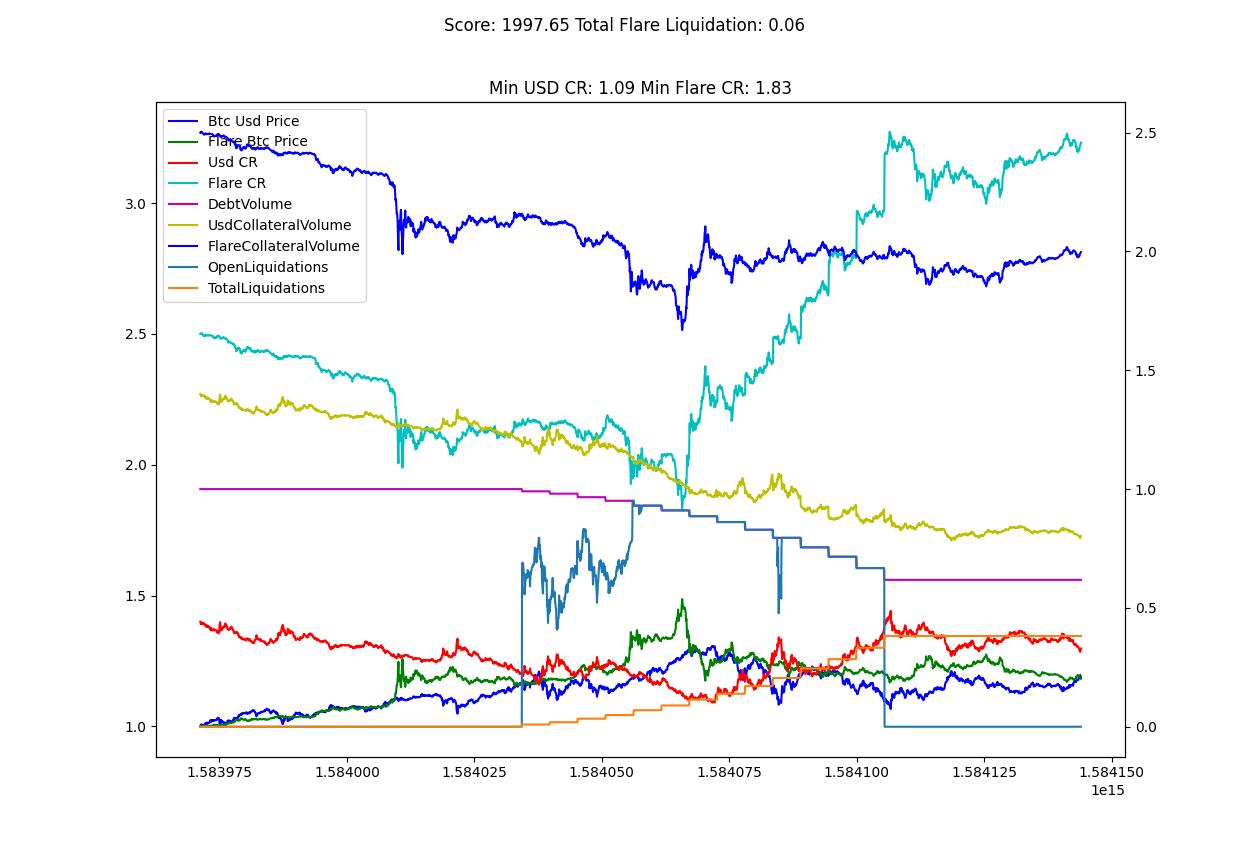 Score: 1997.65 Total Flare Liquidation: 0.06
Min USD CR: 1.09 Min Flare CR: 1.83
Btc Usd Price
Flare Btc Price
Usd CR
Flare CR
DebtVolume
UsdCollateralVolume
FlareCollateralVolume
OpenLiquidations
TotalLiquidations
3.0
2.5
2.0
1.5
1.0
2.5
2.0
1.5
1.0
0.5
0.0
1.583975 1.584000 1.584025 1.584050 1.584075 1.584100 1.584125 1.584150
1e15